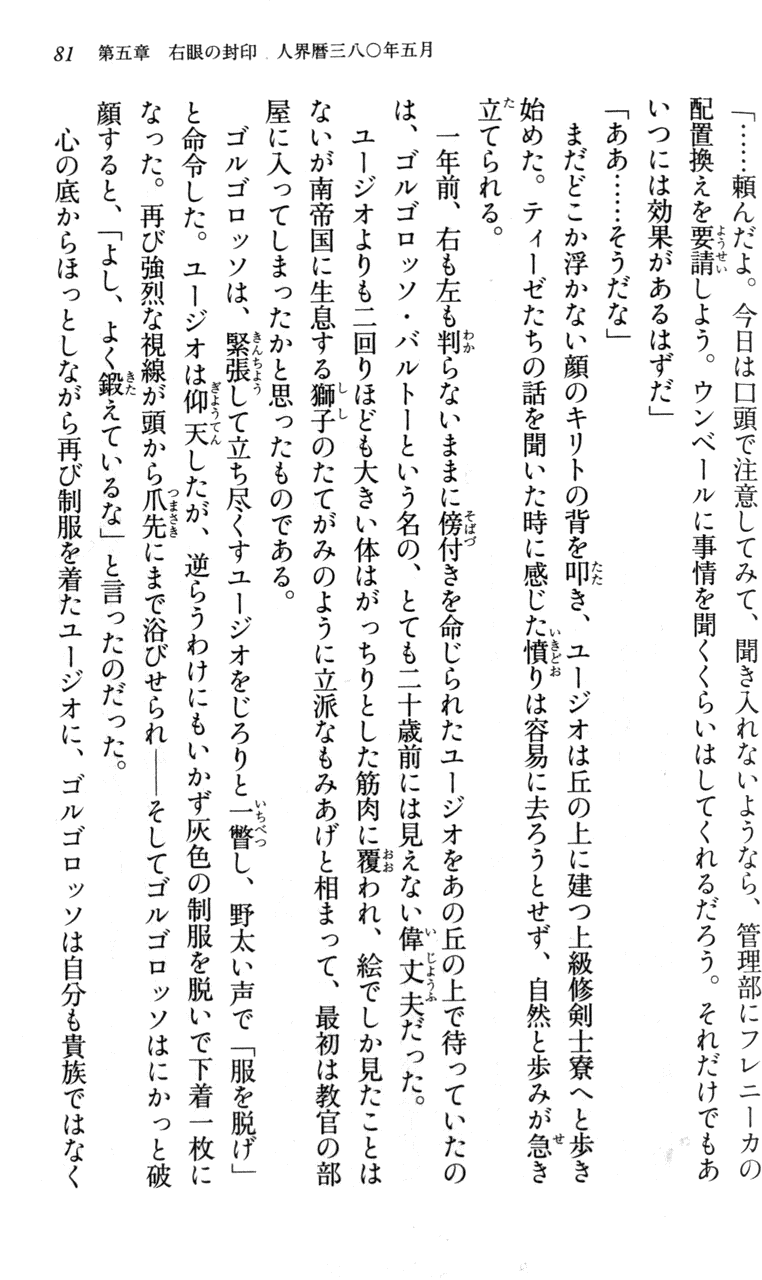 81　第五章　右眼の封印　人界暦三八〇年五月
「……頼んだよ。今日は口頭で注意してみて、聞き入れないようなら、管理部にフレニーカの
配置換えを要請しよう。ウンベールに事情を聞くくらいはしてくれるだろう。それだけでもあ
いつには効果があるはずだ」
「ああ……そうだな」
　まだどこか浮かない顔のキリトの背を叩き、ユージオは丘の上に建つ上級修剣士寮へと歩き
始めた。ティーゼたちの話を聞いた時に感じた憤りは容易に去ろうとせず、自然と歩みが急き
立てられる。
　一年前、右も左も判らないままに傍付きを命じられたユージオをあの丘の上で待っていたの
は、ゴルゴロッソ・バルトーという名の、とても二十歳前には見えない偉丈夫だった。
　ユージオよりも二回りほども大きい体はがっちりとした筋肉に覆われ、絵でしか見たことは
ないが南帝国に生息する獅子のたてがみのように立派なもみあげと相まって、最初は教官の部
屋に入ってしまったかと思ったものである。
　ゴルゴロッソは、緊張して立ち尽くすユージオをじろりと一瞥し、野太い声で「服を脱げ」
と命令した。ユージオは仰天したが、逆らうわけにもいかず灰色の制服を脱いで下着一枚に
なった。再び強烈な視線が頭から爪先にまで浴びせられ――そしてゴルゴロッソはにかっと破
顔すると、「よし、よく鍛えているな」と言ったのだった。
　心の底からほっとしながら再び制服を着たユージオに、ゴルゴロッソは自分も貴族ではなく